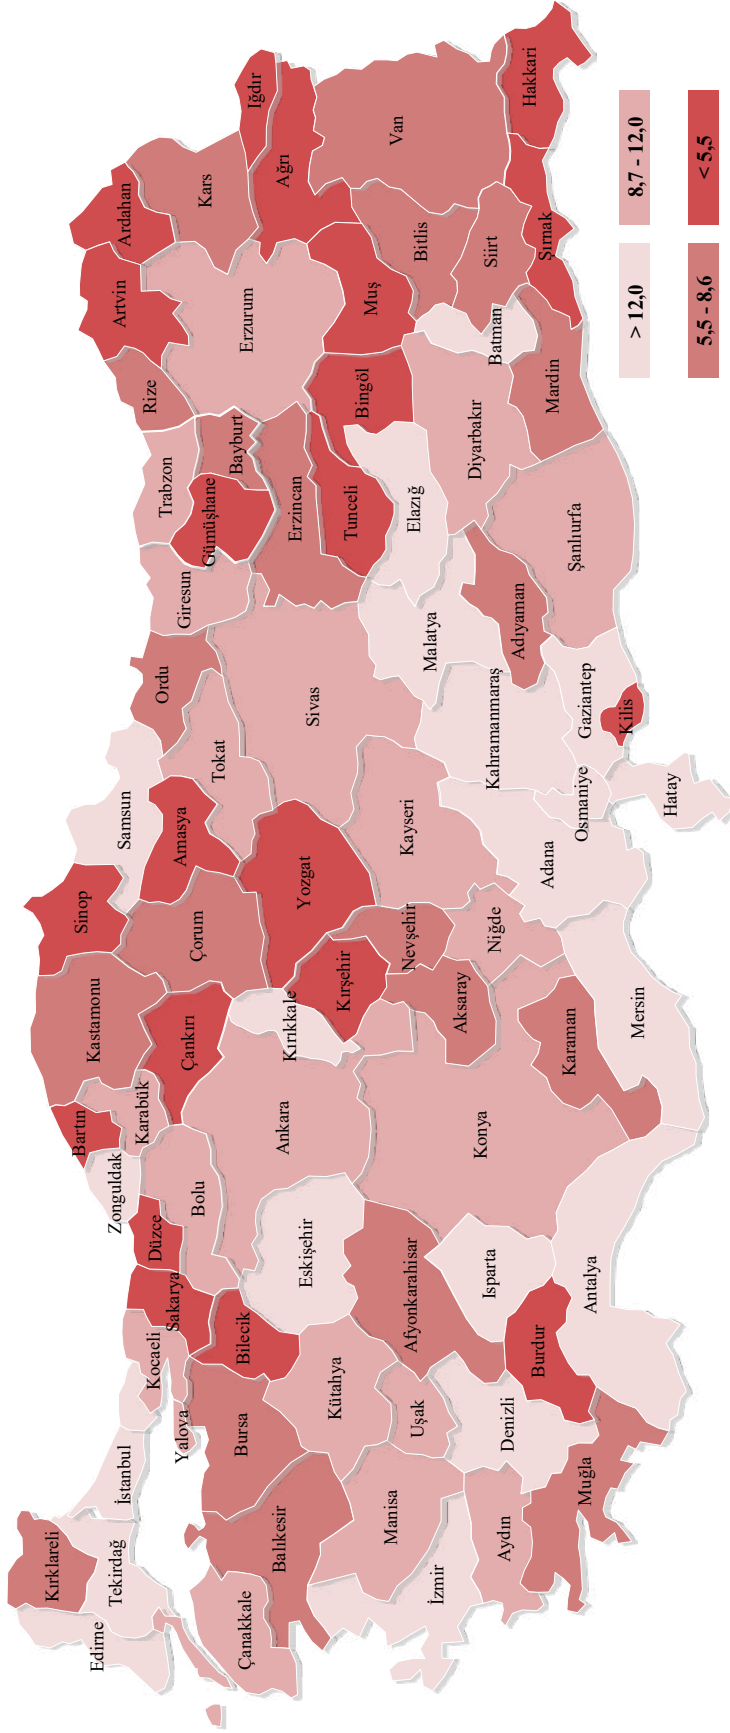 Kırklareli
Edirne
Tekirdağ
İstanbul
Kocaeli
Yalova
Sakarya
Düzce
Zonguldak
Bartın
Karabük
Kastamonu
Sinop
Samsun
Ordu
Giresun
Trabzon
Rize
Artvin
Ardahan
Çanakkale
Balıkesir
Bursa
Bilecik
Bolu
Çankırı
Çorum
Amasya
Tokat
Gümüşhane
Bayburt
Erzurum
Kars
Iğdır
Ağrı
Kütahya
Eskişehir
Ankara
Kırıkkale
Kırşehir
Yozgat
Sivas
Erzincan
Tunceli
Bingöl
Muş
Bitlis
Van
Manisa
İzmir
Uşak
Afyonkarahisar
Konya
Aksaray
Nevşehir
Kayseri
Malatya
Elazığ
Diyarbakır
Batman
Siirt
Şırnak
Hakkari
Aydın
Denizli
Isparta
Burdur
Muğla
Antalya
Karaman
Niğde
Mersin
Adana
Osmaniye
Kahramanmaraş
Gaziantep
Kilis
Hatay
Adıyaman
Şanlıurfa
Mardin
> 12,0
8,7 - 12,0
5,5 - 8,6
< 5,5